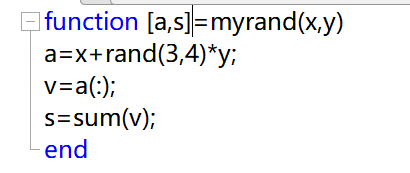 function [a,s]=myrand(x,y)
a=x+rand(3,4)*y;
v=a(:);
s=sum(v);
end